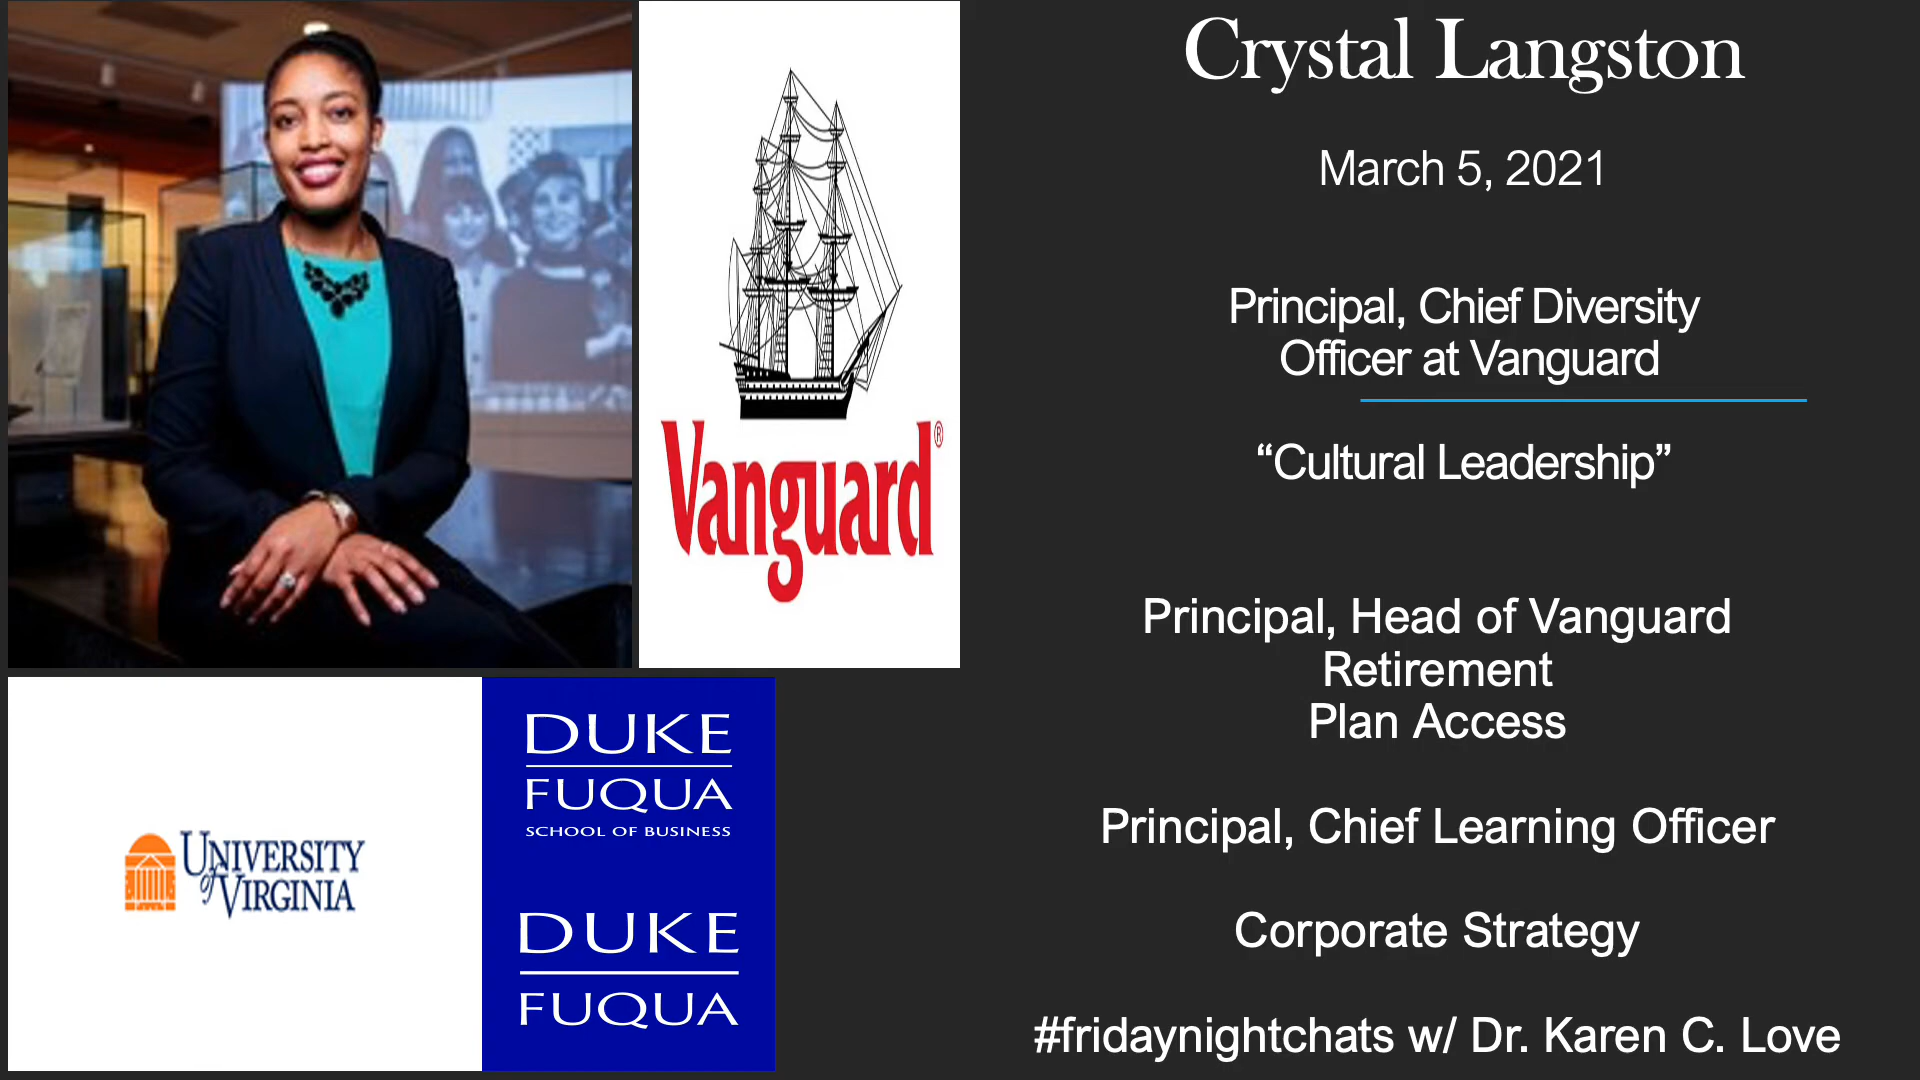 Crystal Langston
March 5, 2021
Principal, Chief Diversity
Officer at Vanguard
“Cultural Leadership”
Principal, Head of Vanguard
Retirement
Plan Access
Principal, Chief Learning Officer
Corporate Strategy
#fridaynightchats w/ Dr. Karen C. Love
Vanguard®
UNIVERSITY
of VIRGINIA
DUKE
FUQUA
SCHOOL OF BUSINESS
DUKE
FUQUA